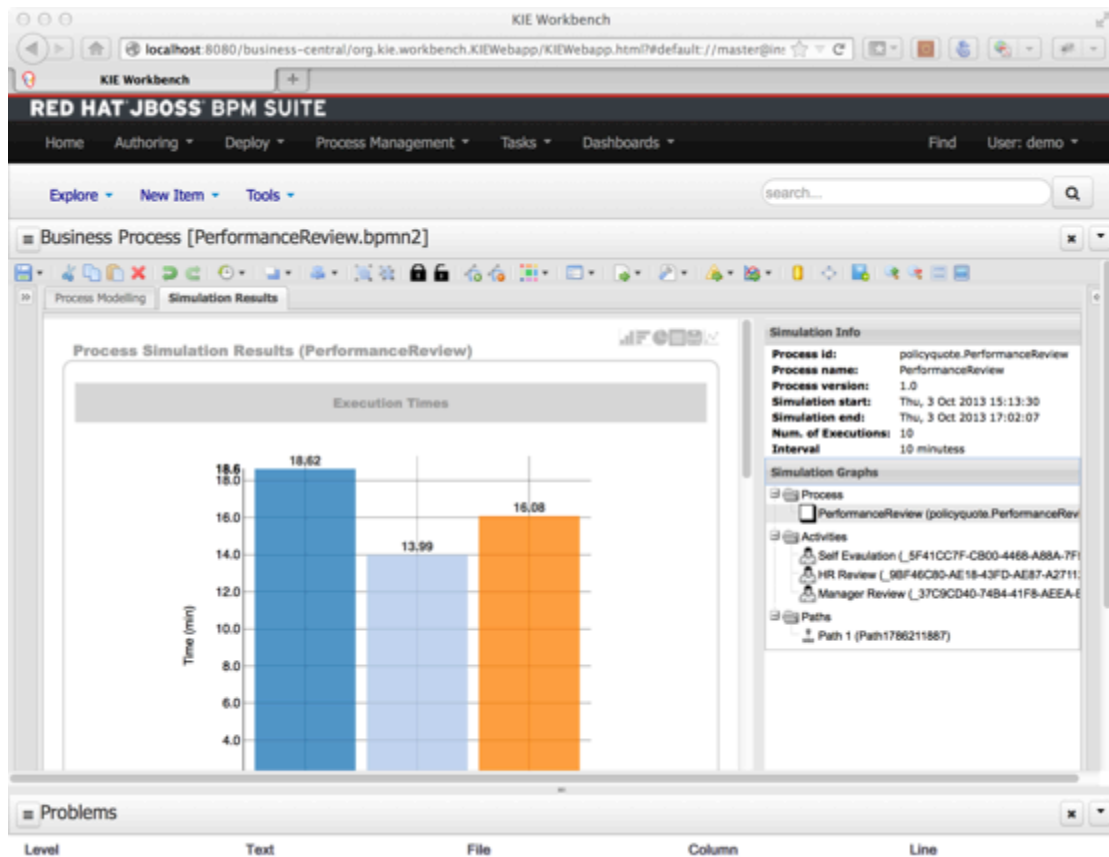 KIE Workbench
localhost:8080/business-central/org.kie.workbench.KIEWebapp/KIEWebapp.html?#default://master@ins
KIE Workbench
RED HAT JBOSS BPM SUITE
Home Authoring Deploy Process Management Tasks Dashboards Find User: demo
Explore New Item Tools search...
Business Process [PerformanceReview.bpmn2]
Process Modelling Simulation Results
Process Simulation Results (PerformanceReview)
Execution Times
18.62
18.6
18.0
16.08
16.0
13.99
14.0
12.0
10.0
8.0
6.0
4.0
Time (min)
Simulation Info
Process id: policyquote.PerformanceReview
Process name: PerformanceReview
Process version: 1.0
Simulation start: Thu, 3 Oct 2013 15:13:30
Simulation end: Thu, 3 Oct 2013 17:02:07
Num. of Executions: 10
Interval 10 minutess
Simulation Graphs
Process
PerformanceReview (policyquote.PerformanceRevi
Activities
Self Evaulation (_5F41CC7F-CB00-4468-A88A-7F
HR Review (_9BF46C80-AE18-43FD-AE87-A2711
Manager Review (_37C9CD40-74B4-41F8-AEEA-
Paths
Path 1 (Path1786211887)
Problems
Level Text File Column Line